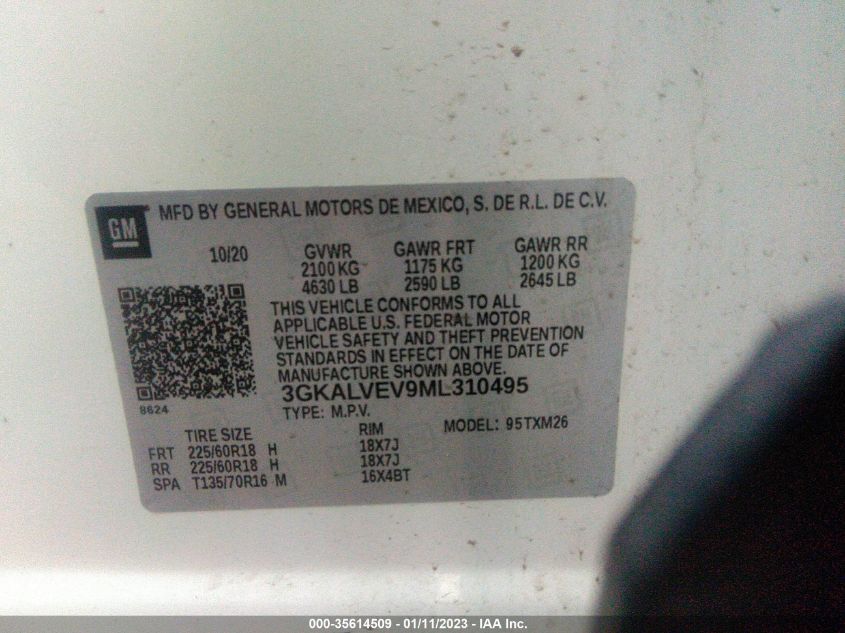 GM MFD BY GENERAL MOTORS DE MEXICO, S. DE R.L. DE C.V.
10/20 GVWR GAWR FRT GAWR RR
2100 KG 1175 KG 1200 KG
4630 LB 2590 LB 2645 LB
THIS VEHICLE CONFORMS TO ALL
APPLICABLE U.S. FEDERAL MOTOR
VEHICLE SAFETY AND THEFT PREVENTION
STANDARDS IN EFFECT ON THE DATE OF
MANUFACTURE SHOWN ABOVE.
3GKALVEV9ML310495
8624
TYPE: M.P.V. MODEL: 95TXM26
TIRE SIZE RIM
FRT 225/60R18 H 18X7J
RR 225/60R18 H 18X7J
SPA T135/70R16 M 16X4BT
000-35614509 - 01/11/2023 - IAA Inc.